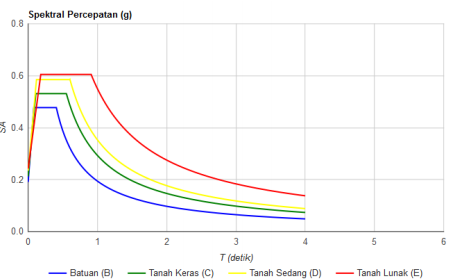 Spektral Percepatan (g)
0.8
0.6
0.4
0.2
0.0
SA
0 1 2 3 4 5 6
T (detik)
Batuan (B) Tanah Keras (C) Tanah Sedang (D) Tanah Lunak (E)